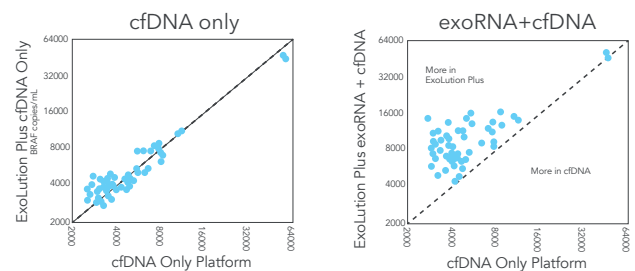 cfDNA only
ExoLution Plus cfDNA Only
BRAF copies/mL
64000
32000
16000
8000
4000
2000
2000
4000
8000
16000
32000
64000
cfDNA Only Platform
exoRNA+cfDNA
ExoLution Plus exoRNA + cfDNA
64000
32000
16000
8000
4000
2000
More in
ExoLution Plus
More in cfDNA
2000
4000
8000
16000
32000
64000
cfDNA Only Platform